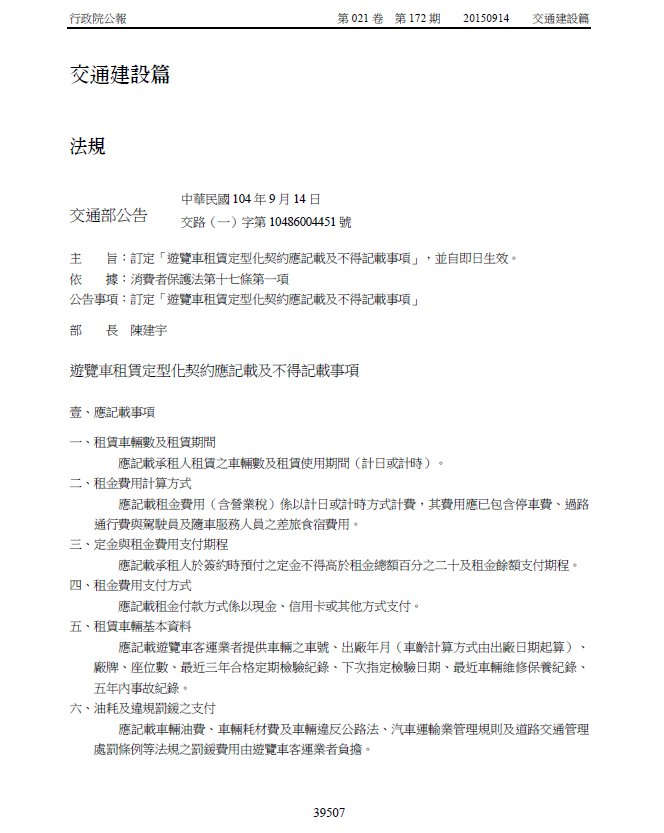 行政院公報 第 021 卷 第 172 期 20150914 交通建設篇
交通建設篇
法規
交通部公告
中華民國 104 年 9 月 14 日
交路（一）字第 10486004451 號
主 旨：訂定「遊覽車租賃定型化契約應記載及不得記載事項」，並自即日生效。
依 據：消費者保護法第十七條第一項
公告事項：訂定「遊覽車租賃定型化契約應記載及不得記載事項」
部 長 陳建宇
遊覽車租賃定型化契約應記載及不得記載事項
壹、應記載事項
一、租賃車輛數及租賃期間
應記載承租人租賃之車輛數及租賃使用期間（計日或計時）。
二、租金費用計算方式
應記載租金費用（含營業稅）係以計日或計時方式計費，其費用應已包含停車費、過路
通行費與駕駛員及隨車服務人員之差旅食宿費用。
三、定金與租金費用支付期程
應記載承租人於簽約時預付之定金不得高於租金總額百分之二十及租金餘額支付期程。
四、租金費用支付方式
應記載租金付款方式係以現金、信用卡或其他方式支付。
五、租賃車輛基本資料
應記載遊覽車客運業者提供車輛之車號、出廠年月（車齡計算方式由出廠日期起算）、
廠牌、座位數、最近三年合格定期檢驗紀錄、下次指定檢驗日期、最近車輛維修保養紀錄、
五年內事故紀錄。
六、油耗及違規罰鍰之支付
應記載車輛油費、車輛耗材費及車輛違反公路法、汽車運輸業管理規則及道路交通管理
處罰條例等法規之罰鍰費用由遊覽車客運業者負擔。
39507